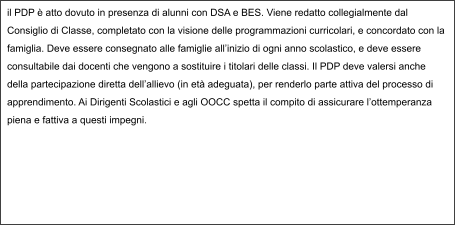 il PDP è atto dovuto in presenza di alunni con DSA e BES. Viene redatto collegialmente dal
Consiglio di Classe, completato con la visione delle programmazioni curricolari, e concordato con la
famiglia. Deve essere consegnato alle famiglie all’inizio di ogni anno scolastico, e deve essere
consultabile dai docenti che vengono a sostituire i titolari delle classi. Il PDP deve valersi anche
della partecipazione diretta dell’allievo (in età adeguata), per renderlo parte attiva del processo di
apprendimento. Ai Dirigenti Scolastici e agli OOCC spetta il compito di assicurare l’ottemperanza
piena e fattiva a questi impegni.